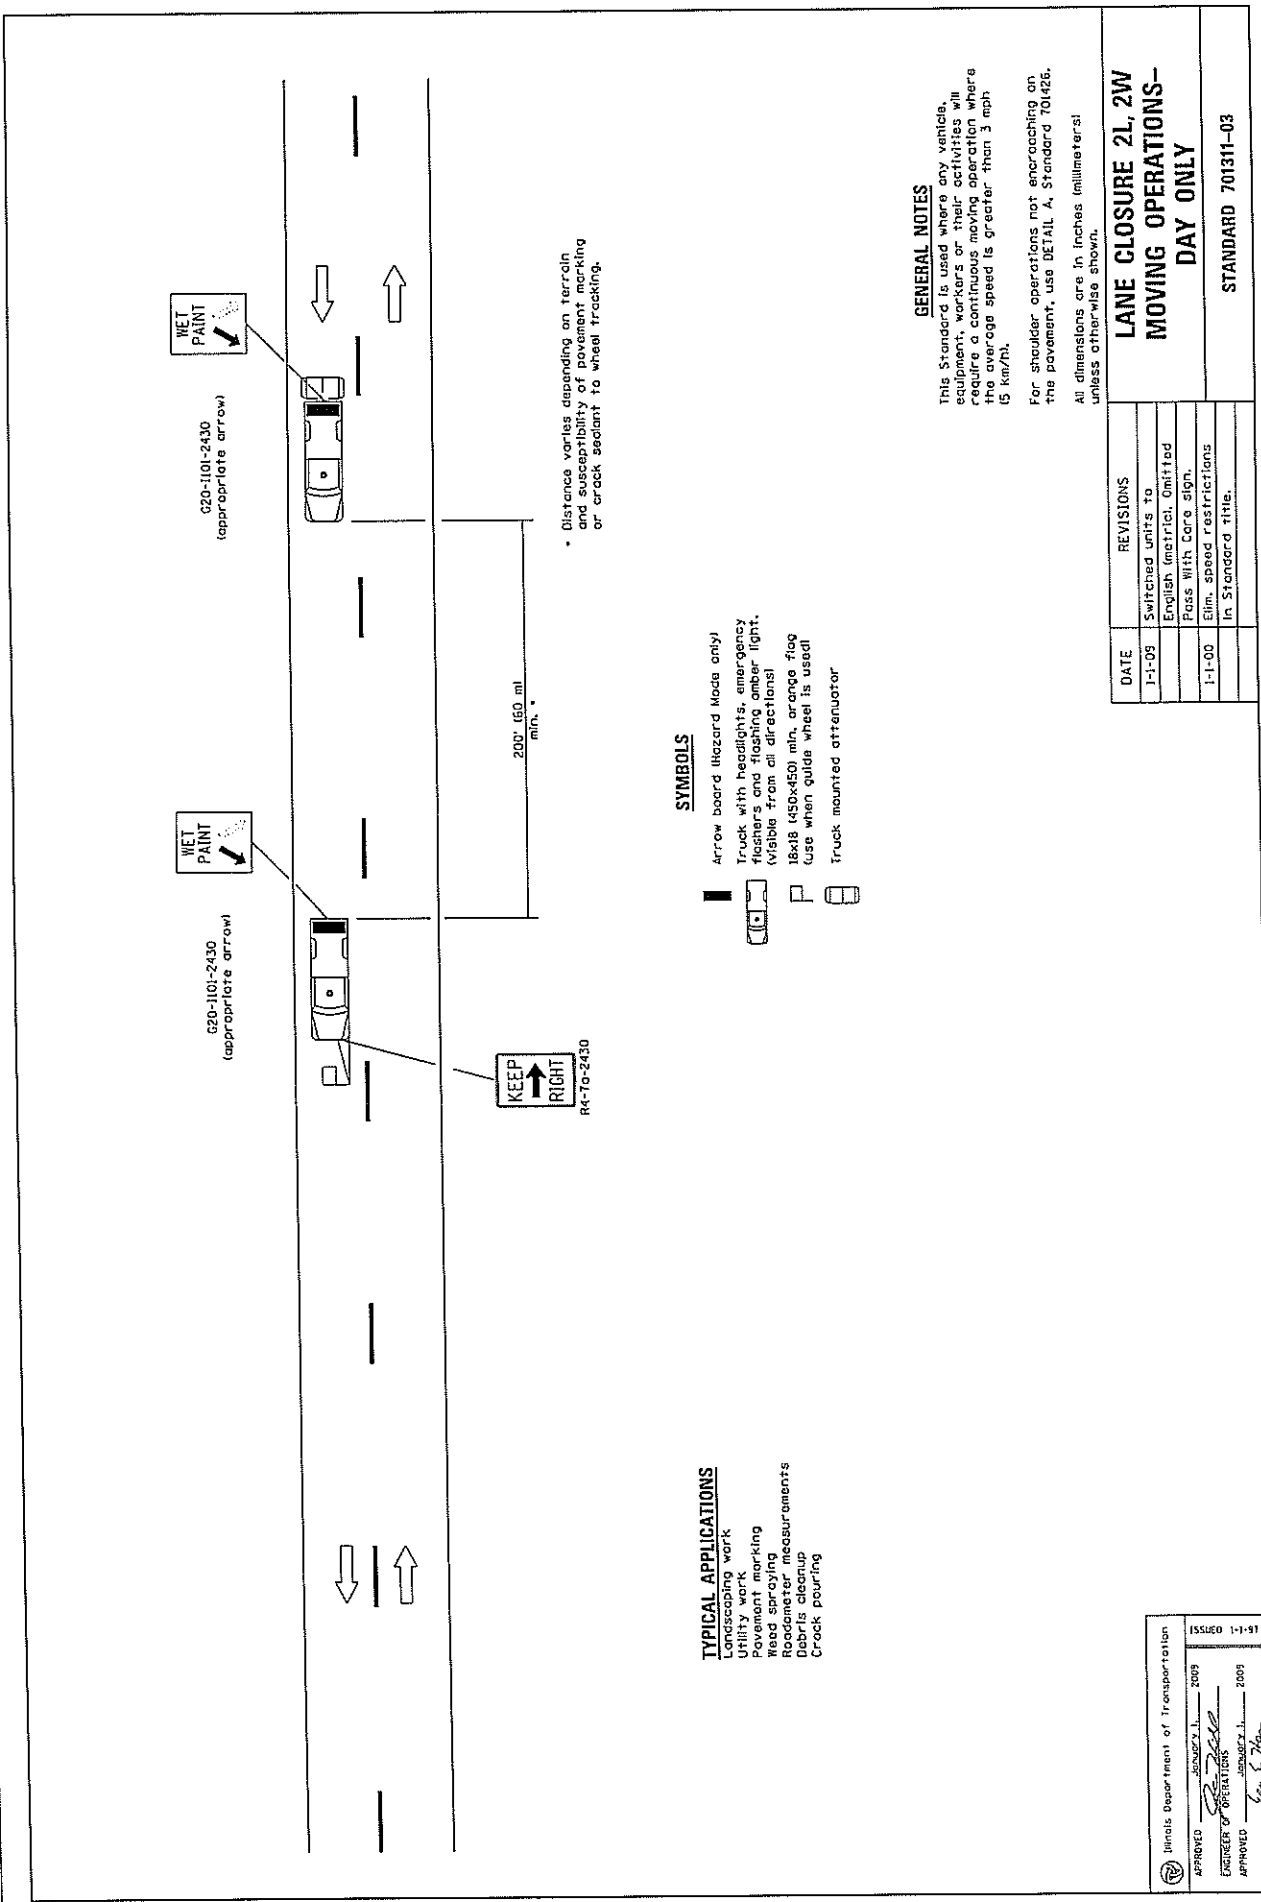 WET
PAINT
G20-I101-2430
(appropriate arrow)
WET
PAINT
G20-I101-2430
(appropriate arrow)
KEEP
RIGHT
R4-7a-2430
200' (60 m)
min. *
* Distance varies depending on terrain
and susceptibility of pavement marking
or crack sealant to wheel tracking.
TYPICAL APPLICATIONS
Landscaping work
Utility work
Pavement marking
Weed spraying
Roadometer measurements
Debris cleanup
Crack pouring
SYMBOLS
Arrow board (Hazard Mode only)
Truck with headlights, emergency
flashers and flashing amber light.
(visible from all directions)
18x18 (450x450) min. orange flag
(use when guide wheel is used)
Truck mounted attenuator
GENERAL NOTES
This Standard is used where any vehicle,
equipment, workers or their activities will
require a continuous moving operation where
the average speed is greater than 3 mph
(5 km/h).
For shoulder operations not encroaching on
the pavement, use DETAIL A, Standard 701426.
All dimensions are in inches (millimeters)
unless otherwise shown.
Illinois Department of Transportation
APPROVED January 1, 2009
ENGINEER OF OPERATIONS
APPROVED January 1, 2009
ISSUED 1-1-97
DATE REVISIONS
1-1-09 Switched units to
English (metric). Omitted
Pass With Care sign.
1-1-00 Elim. speed restrictions
in Standard title.
LANE CLOSURE 2L, 2W
MOVING OPERATIONS–
DAY ONLY
STANDARD 701311-03